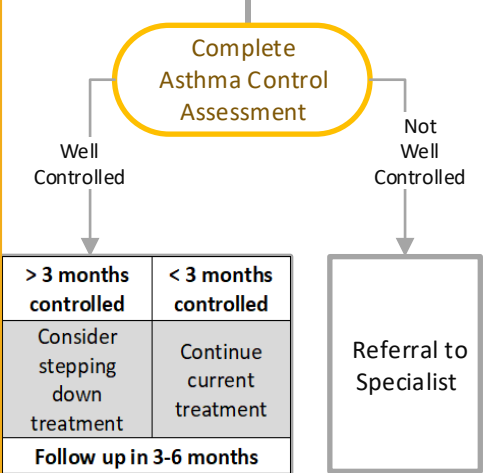 Complete
Asthma Control
Assessment
Well
Controlled
Not
Well
Controlled
> 3 months
controlled
< 3 months
controlled
Consider
stepping
down
treatment
Continue
current
treatment
Follow up in 3-6 months
Referral to
Specialist